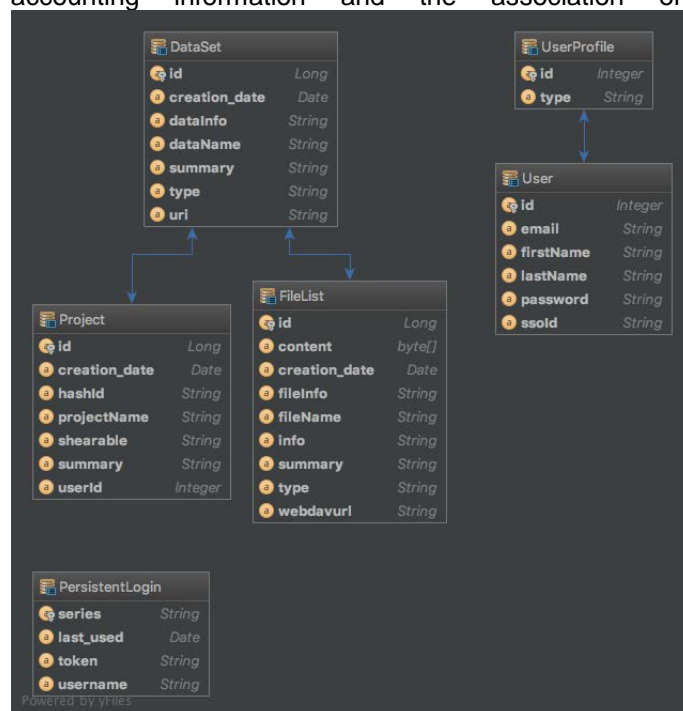 accounting information and the association of
DataSet
id Long
creation_date Date
dataInfo String
dataName String
summary String
type String
uri String
UserProfile
id Integer
type String
User
id Integer
email String
firstName String
lastName String
password String
ssoId String
Project
id Long
creation_date Date
hashId String
projectName String
shearable String
summary String
userId Integer
FileList
id Long
content byte[]
creation_date Date
fileInfo String
fileName String
info String
summary String
type String
webdavurl String
PersistentLogin
series String
last_used Date
token String
username String
Powered by yFiles